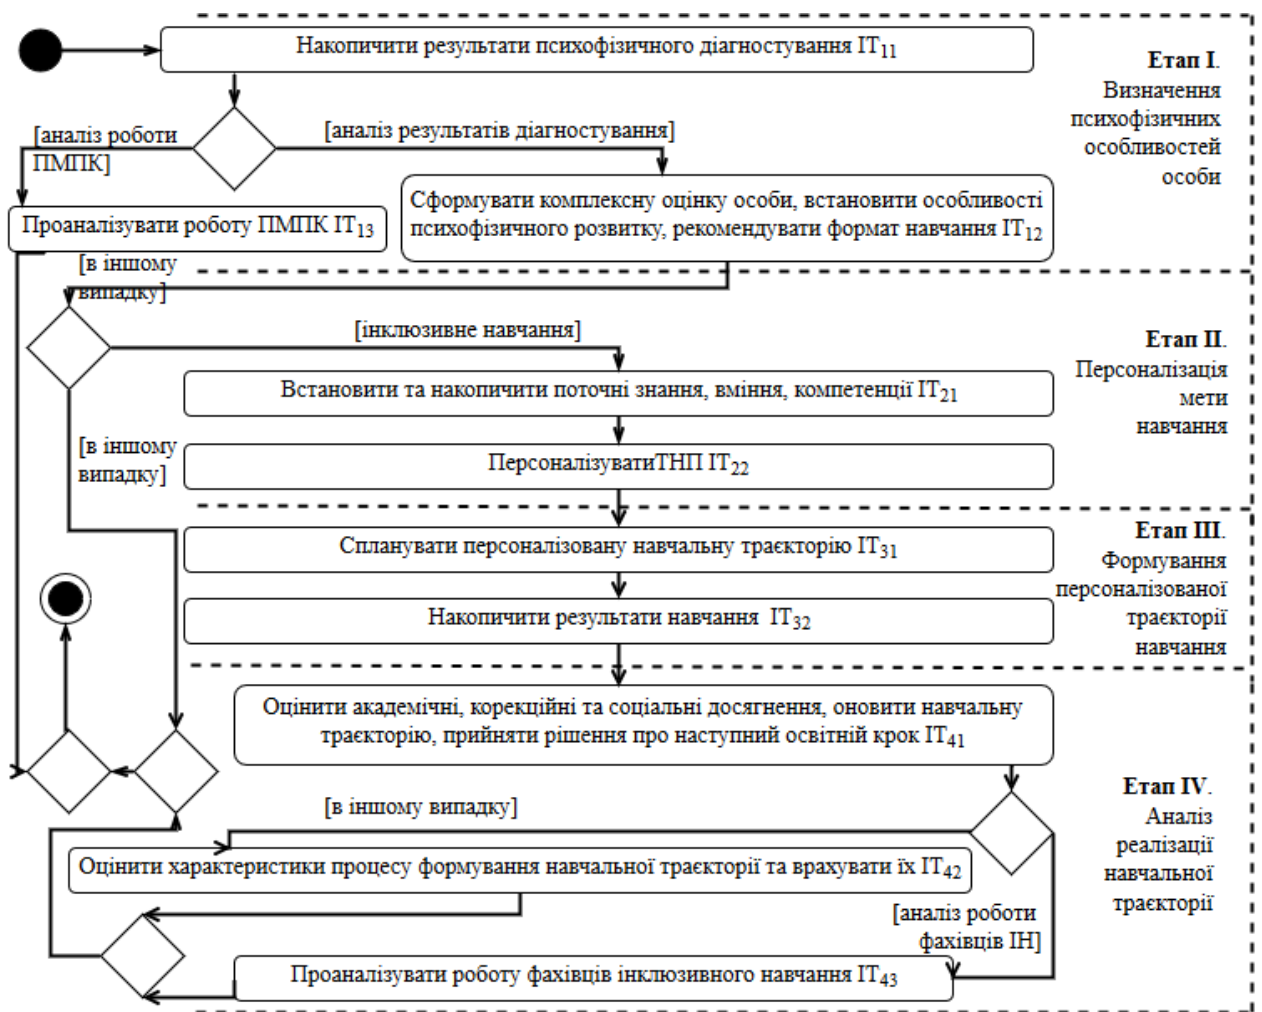 Накопичити результати психофізичного діагностування ІТ11
Етап I.
Визначення
психофізичних
особливостей
особи
[аналіз роботи
ПМПК]
[аналіз результатів діагностування]
Проаналізувати роботу ПМПК ІТ13
Сформувати комплексну оцінку особи, встановити особливості
психофізичного розвитку, рекомендувати формат навчання ІТ12
[в іншому
випадку]
[інклюзивне навчання]
Етап II.
Персоналізація
мети
навчання
Встановити та накопичити поточні знання, вміння, компетенції ІТ21
[в іншому
випадку]
ПерсоналізуватиТНП ІТ22
Етап III.
Формування
персоналізованої
траєкторії
навчання
Спланувати персоналізовану навчальну траєкторію ІТ31
Накопичити результати навчання ІТ32
Оцінити академічні, корекційні та соціальні досягнення, оновити навчальну
траєкторію, прийняти рішення про наступний освітній крок ІТ41
Етап IV.
Аналіз
реалізації
навчальної
траєкторії
[в іншому випадку]
Оцінити характеристики процесу формування навчальної траєкторії та врахувати їх ІТ42
[аналіз роботи
фахівців ІН]
Проаналізувати роботу фахівців інклюзивного навчання ІТ43